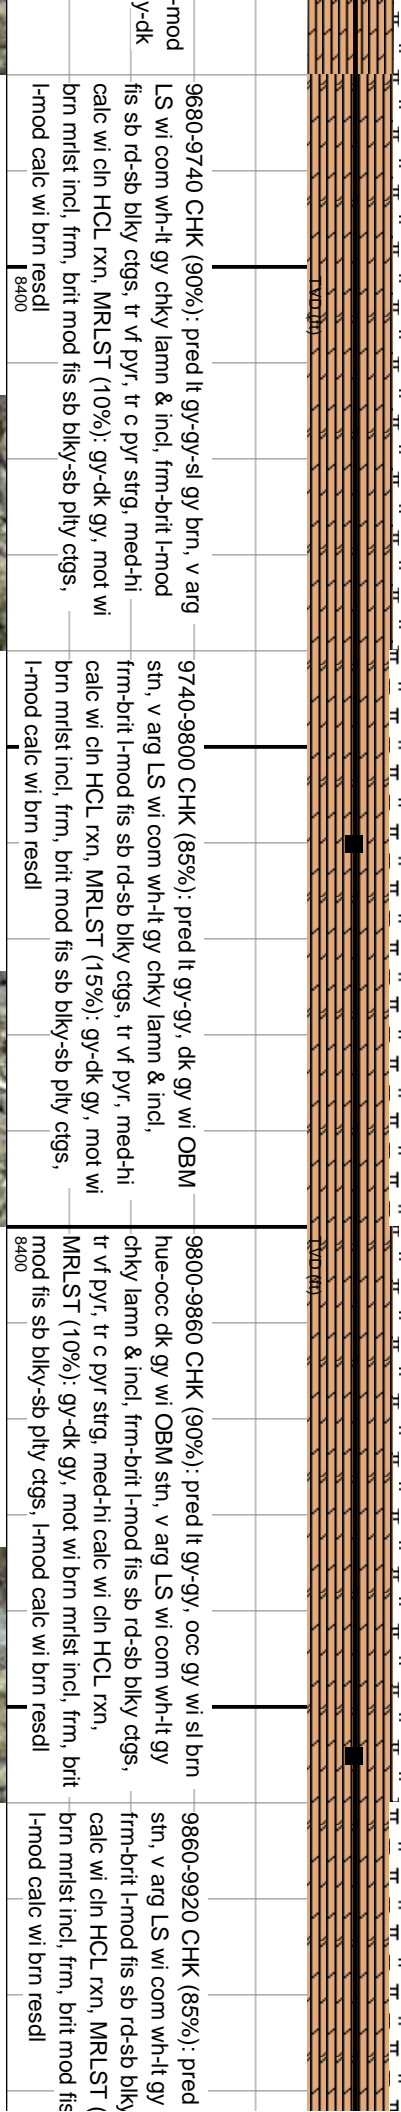 -mod
y-dk
9680-9740 CHK (90%): pred lt gy-gy-sl gy brn, v arg
LS wi com wh-lt gy chky lamn & incl, frm-brit l-mod
fis sb rd-sb blky ctgs, tr vf pyr, tr c pyr strg, med-hi
calc wi cln HCL rxn, MRLST (10%): gy-dk gy, mot wi
brn mrlst incl, frm, brit mod fis sb blky-sb plty ctgs,
l-mod calc wi brn resdl
TVD (ft)
8400
9740-9800 CHK (85%): pred lt gy-gy, dk gy wi OBM
stn, v arg LS wi com wh-lt gy chky lamn & incl,
frm-brit l-mod fis sb rd-sb blky ctgs, tr vf pyr, med-hi
calc wi cln HCL rxn, MRLST (15%): gy-dk gy, mot wi
brn mrlst incl, frm, brit mod fis sb blky-sb plty ctgs,
l-mod calc wi brn resdl
TVD (ft)
8400
9800-9860 CHK (90%): pred lt gy-gy, occ gy wi sl brn
hue-occ dk gy wi OBM stn, v arg LS wi com wh-lt gy
chky lamn & incl, frm-brit l-mod fis sb rd-sb blky ctgs,
tr vf pyr, tr c pyr strg, med-hi calc wi cln HCL rxn,
MRLST (10%): gy-dk gy, mot wi brn mrlst incl, frm, brit
mod fis sb blky-sb plty ctgs, l-mod calc wi brn resdl
9860-9920 CHK (85%): pred
stn, v arg LS wi com wh-lt gy
frm-brit l-mod fis sb rd-sb blky
calc wi cln HCL rxn, MRLST (
brn mrlst incl, frm, brit mod fis
l-mod calc wi brn resdl